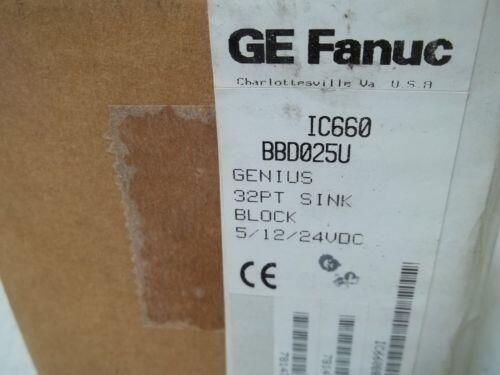 GE Fanuc
Charlottesville Va U.S.A
IC660
BBD025U
GENIUS
32PT SINK
BLOCK
5/12/24VDC
CE